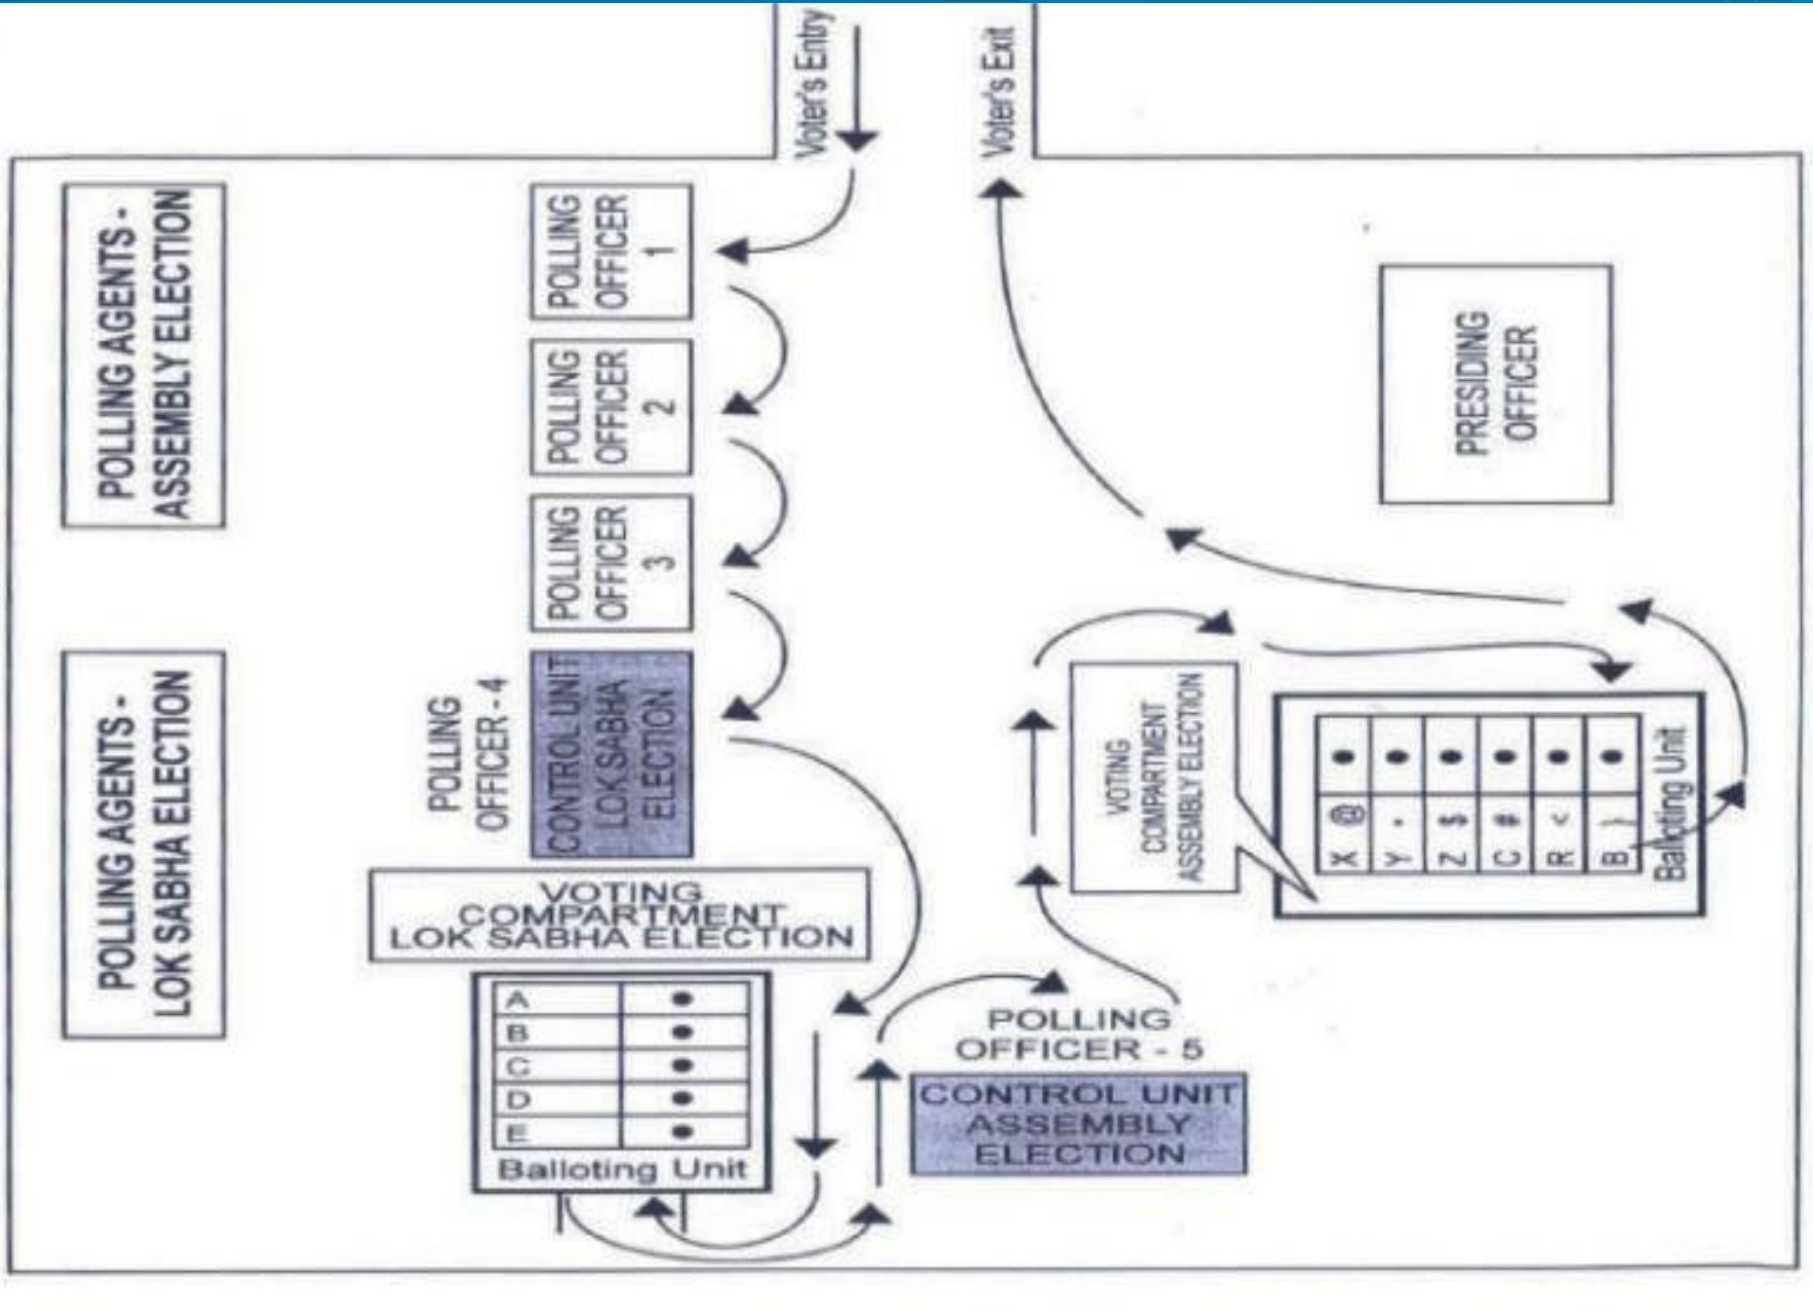 Voter's Entry
Voter's Exit
POLLING AGENTS -
ASSEMBLY ELECTION
POLLING
OFFICER
1
POLLING
OFFICER
2
POLLING
OFFICER
3
PRESIDING
OFFICER
POLLING AGENTS -
LOK SABHA ELECTION
POLLING
OFFICER - 4
CONTROL UNIT
LOK SABHA
ELECTION
VOTING
COMPARTMENT
LOK SABHA ELECTION
A
B
C
D
E
Balloting Unit
POLLING
OFFICER - 5
CONTROL UNIT
ASSEMBLY
ELECTION
VOTING
COMPARTMENT
ASSEMBLY ELECTION
X @
Y
Z $
C #
R <
B )
Balloting Unit